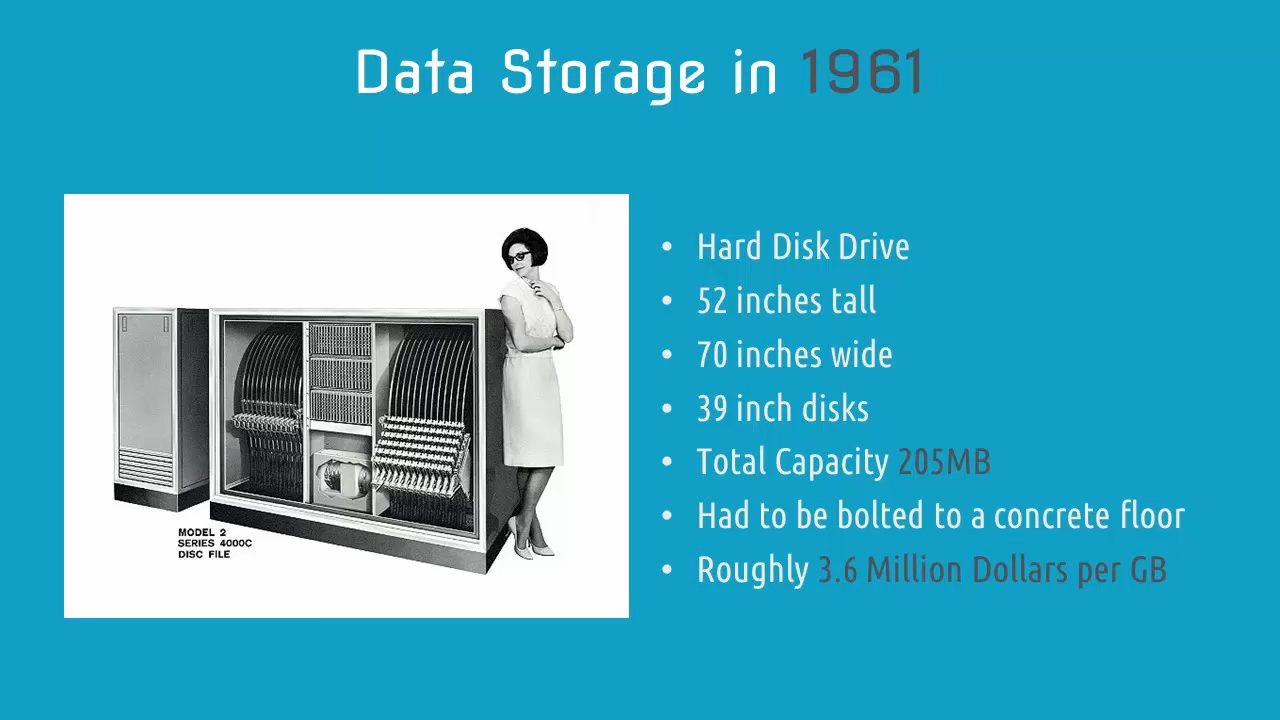 Data Storage in 1961
MODEL 2
SERIES 4000C
DISC FILE
• Hard Disk Drive
• 52 inches tall
• 70 inches wide
• 39 inch disks
• Total Capacity 205MB
• Had to be bolted to a concrete floor
• Roughly 3.6 Million Dollars per GB